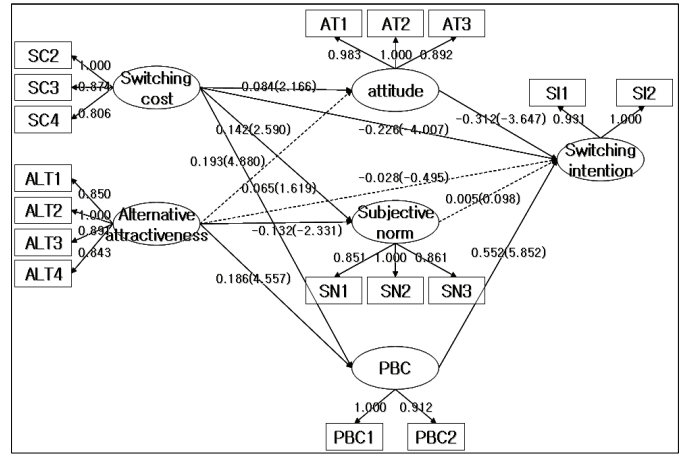 AT1
AT2
AT3
0.983
1.000
0.892
SC2
SC3
SC4
1.000
0.874
0.806
Switching
cost
attitude
SI1
SI2
0.931
1.000
0.084(2.166)
-0.312(-3.647)
0.142(2.590)
-0.226(-4.007)
Switching
intention
0.193(4.880)
ALT1
ALT2
ALT3
ALT4
0.850
1.000
0.891
0.843
Alternative
attractiveness
0.065(1.619)
-0.028(-0.495)
0.005(0.098)
Subjective
norm
-0.132(-2.331)
0.552(5.852)
0.851
1.000
0.861
0.186(4.557)
SN1
SN2
SN3
PBC
1.000
0.912
PBC1
PBC2